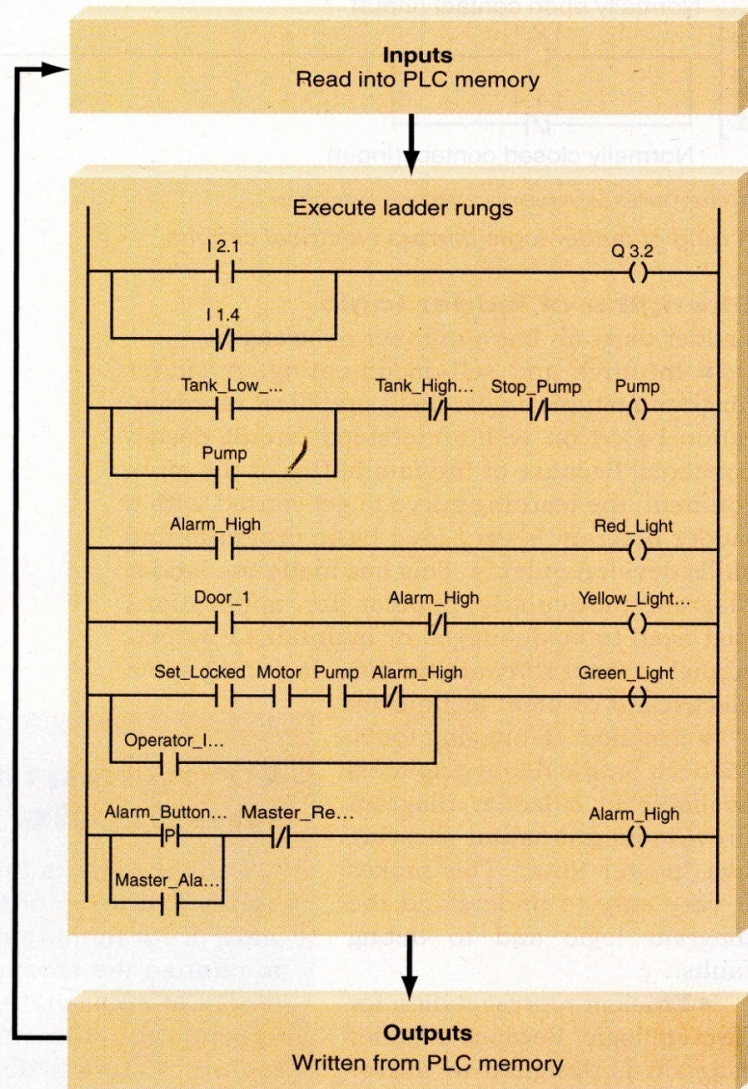 Inputs
Read into PLC memory
Execute ladder rungs
I 2.1 Q 3.2
I 1.4
Tank_Low_... Tank_High... Stop_Pump Pump
Pump
Alarm_High Red_Light
Door_1 Alarm_High Yellow_Light...
Set_Locked Motor Pump Alarm_High Green_Light
Operator_I...
Alarm_Button... Master_Re... Alarm_High
P
Master_Ala...
Outputs
Written from PLC memory